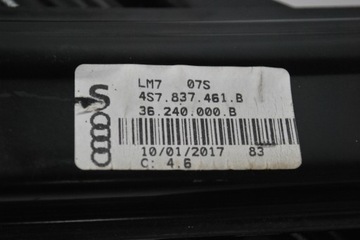 LM7 07S
4S7.837.461.B
36.240.000.B
10/01/2017 83
C: 4.6